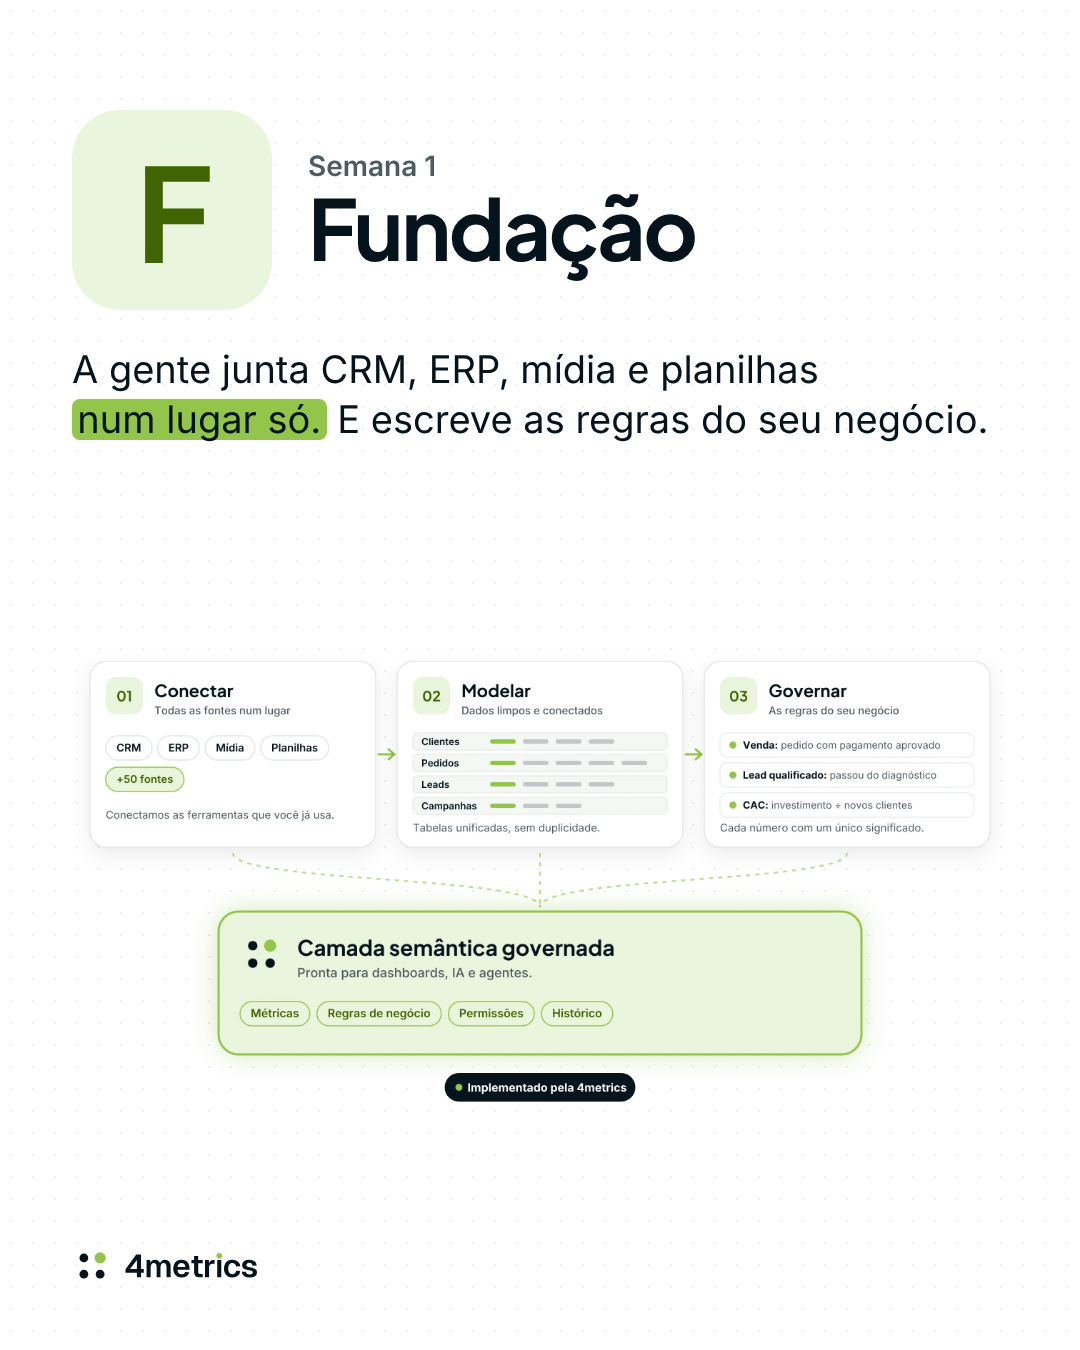 F
Semana 1
Fundação
A gente junta CRM, ERP, mídia e planilhas
num lugar só. E escreve as regras do seu negócio.
01
Conectar
Todas as fontes num lugar
CRM
ERP
Mídia
Planilhas
+50 fontes
Conectamos as ferramentas que você já usa.
02
Modelar
Dados limpos e conectados
Clientes
Pedidos
Leads
Campanhas
Tabelas unificadas, sem duplicidade.
03
Governar
As regras do seu negócio
Venda: pedido com pagamento aprovado
Lead qualificado: passou do diagnóstico
CAC: investimento ÷ novos clientes
Cada número com um único significado.
Camada semântica governada
Pronta para dashboards, IA e agentes.
Métricas
Regras de negócio
Permissões
Histórico
Implementado pela 4metrics
4metrics